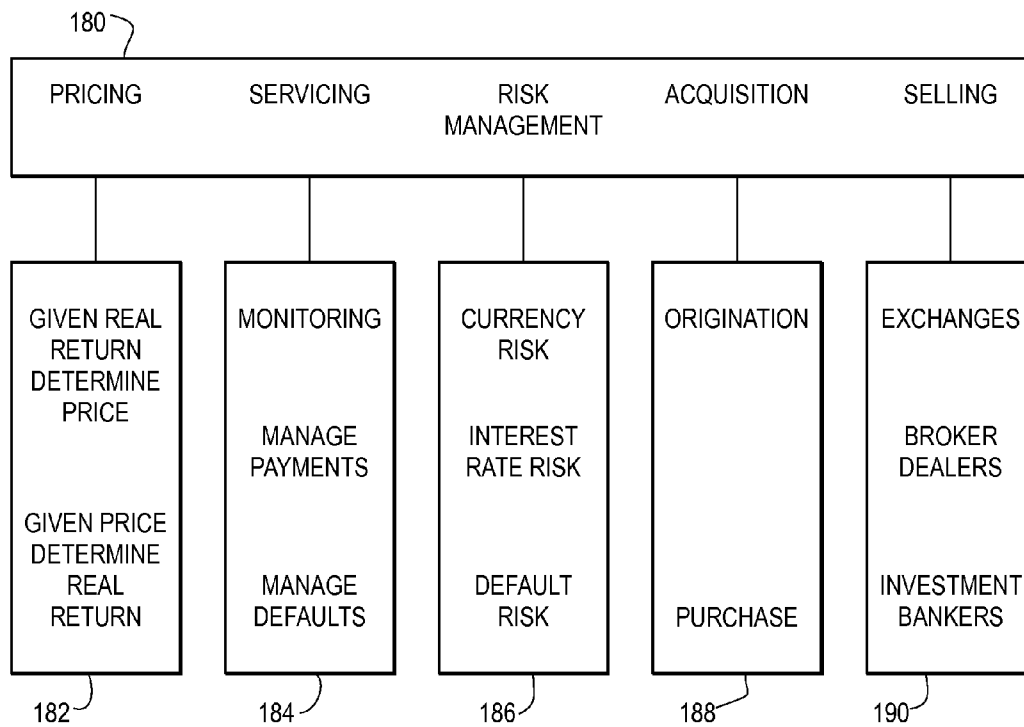 180
PRICING
SERVICING
RISK
MANAGEMENT
ACQUISITION
SELLING
GIVEN REAL
RETURN
DETERMINE
PRICE
GIVEN PRICE
DETERMINE
REAL
RETURN
182
MONITORING
MANAGE
PAYMENTS
MANAGE
DEFAULTS
184
CURRENCY
RISK
INTEREST
RATE RISK
DEFAULT
RISK
186
ORIGINATION
PURCHASE
188
EXCHANGES
BROKER
DEALERS
INVESTMENT
BANKERS
190